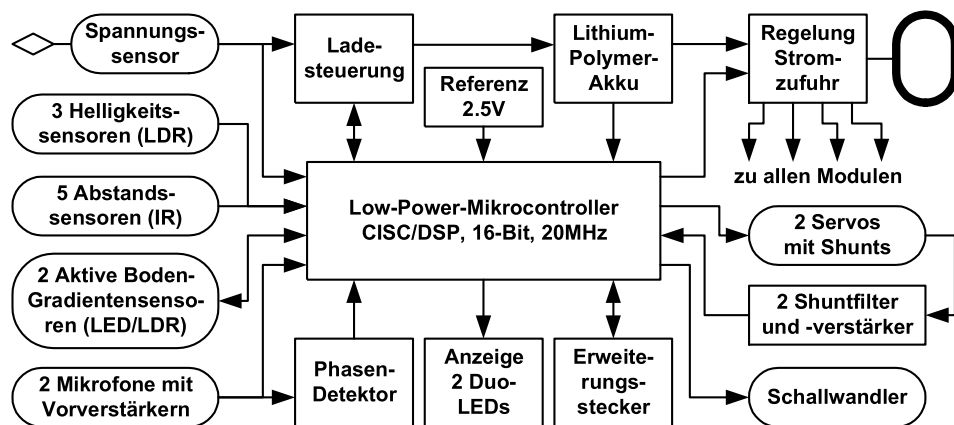 Spannungs-
sensor
Lade-
steuerung
Lithium-
Polymer-
Akku
Regelung
Strom-
zufuhr
Referenz
2.5V
3 Helligkeits-
sensoren (LDR)
zu allen Modulen
5 Abstands-
sensoren (IR)
Low-Power-Mikrocontroller
CISC/DSP, 16-Bit, 20MHz
2 Servos
mit Shunts
2 Aktive Boden-
Gradientensenso-
ren (LED/LDR)
2 Shuntfilter
und -verstärker
2 Mikrofone mit
Vorverstärkern
Phasen-
Detektor
Anzeige
2 Duo-
LEDs
Erweite-
rungs-
stecker
Schallwandler